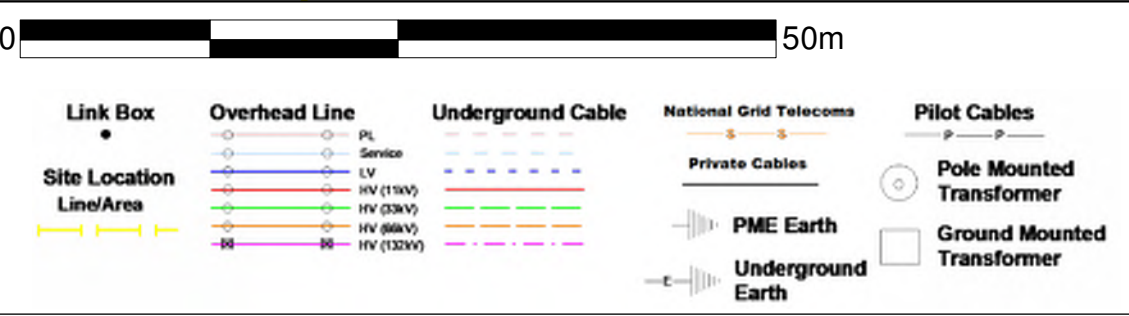 0 50m
Link Box
Site Location
Line/Area
Overhead Line
PL
Service
LV
HV (11kV)
HV (33kV)
HV (66kV)
HV (132kV)
Underground Cable
National Grid Telecoms
S S
Private Cables
PME Earth
E
Underground
Earth
Pilot Cables
P P
Pole Mounted
Transformer
Ground Mounted
Transformer